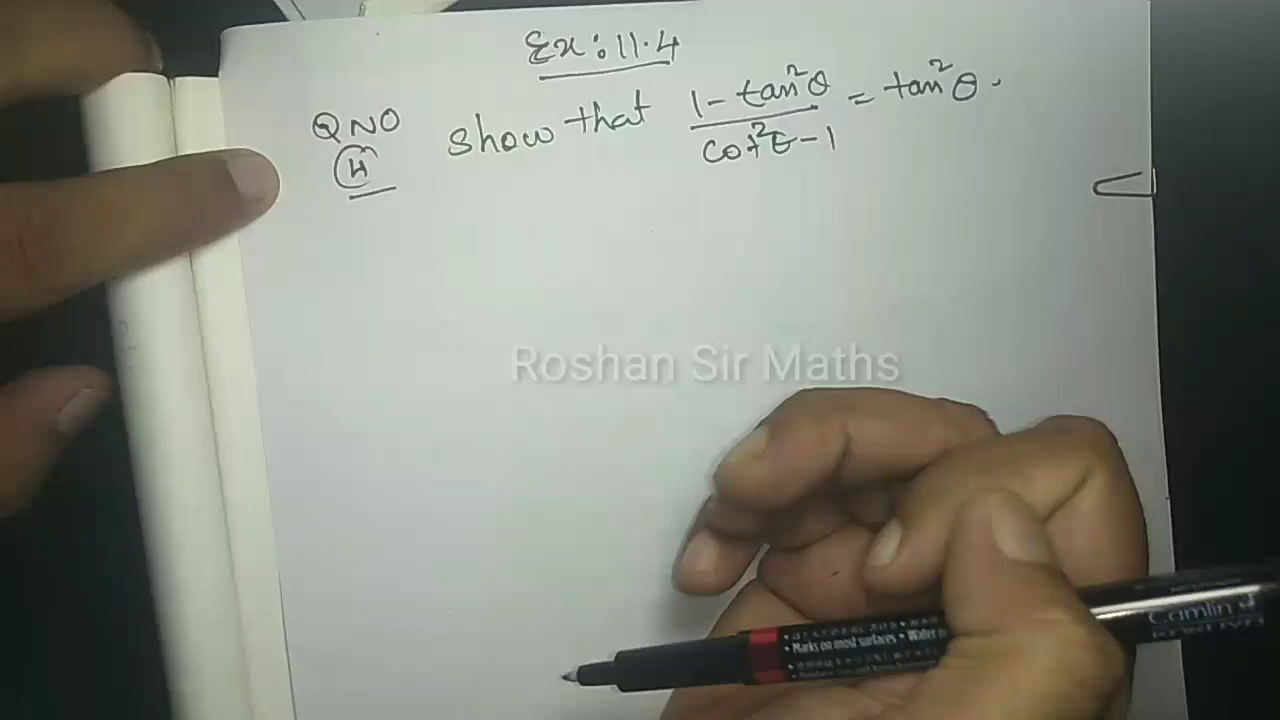 Ex: 11.4
QNO show that (1 - tan²θ)/(cot²θ - 1) = tan²θ.
Roshan Sir Maths
Camlin
Marks on most surfaces • Water